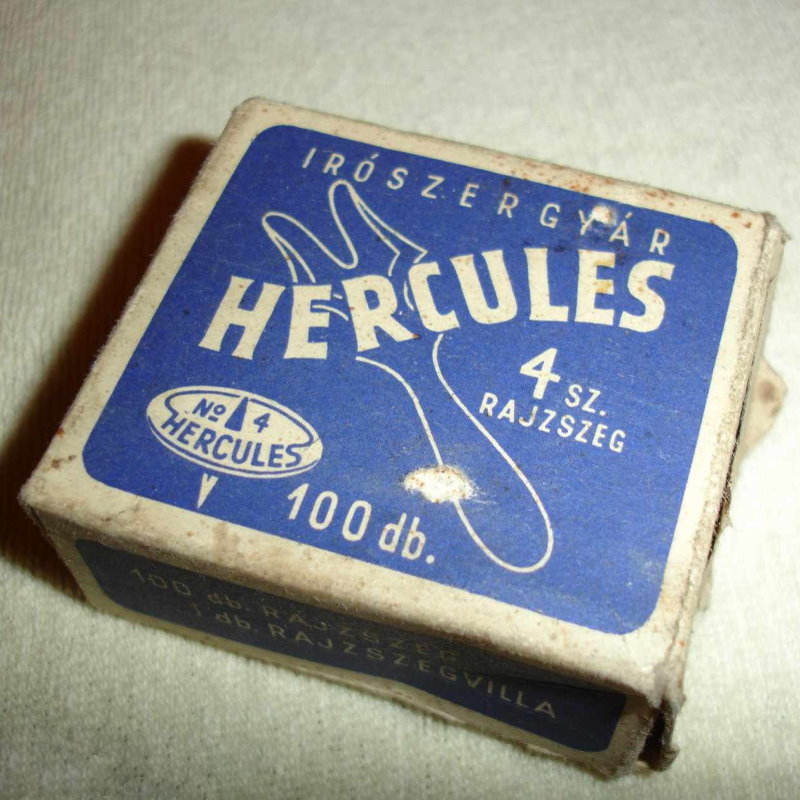 IRÓSZERGYÁR
HERCULES
4 SZ.
RAJZSZEG
No 4
HERCULES
100 db.
100 db. RAJZSZEG
1 db. RAJZSZEGVILLA